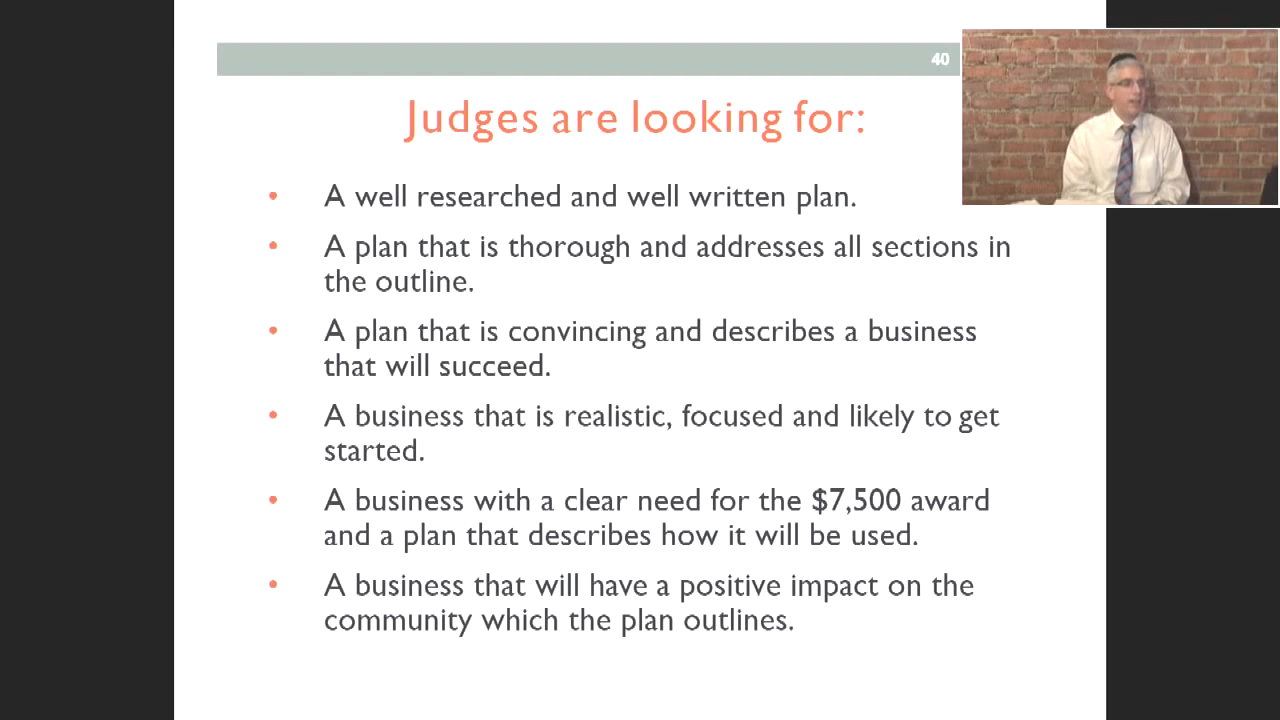 40
Judges are looking for:
• A well researched and well written plan.
• A plan that is thorough and addresses all sections in
the outline.
• A plan that is convincing and describes a business
that will succeed.
• A business that is realistic, focused and likely to get
started.
• A business with a clear need for the $7,500 award
and a plan that describes how it will be used.
• A business that will have a positive impact on the
community which the plan outlines.